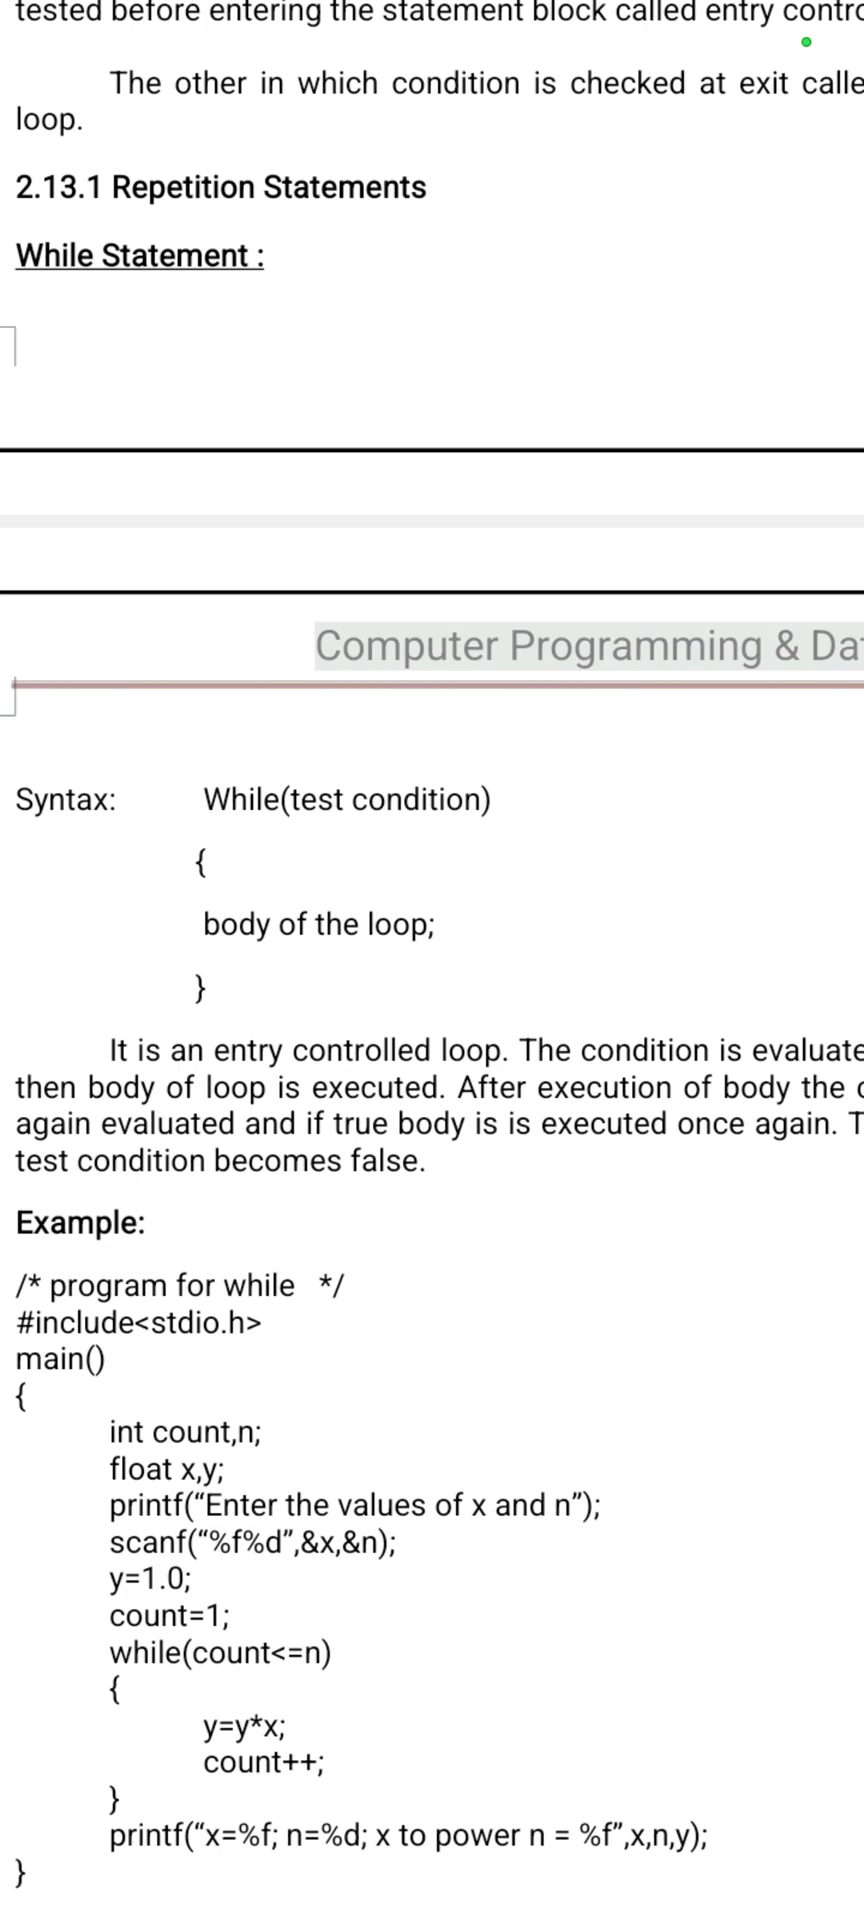 tested before entering the statement block called entry contro
The other in which condition is checked at exit calle
loop.
2.13.1 Repetition Statements
While Statement :
Computer Programming & Da
Syntax: While(test condition)
{
body of the loop;
}
It is an entry controlled loop. The condition is evaluate
then body of loop is executed. After execution of body the c
again evaluated and if true body is is executed once again. T
test condition becomes false.
Example:
/* program for while */
#include<stdio.h>
main()
{
int count,n;
float x,y;
printf(“Enter the values of x and n”);
scanf(“%f%d”,&x,&n);
y=1.0;
count=1;
while(count<=n)
{
y=y*x;
count++;
}
printf(“x=%f; n=%d; x to power n = %f”,x,n,y);
}